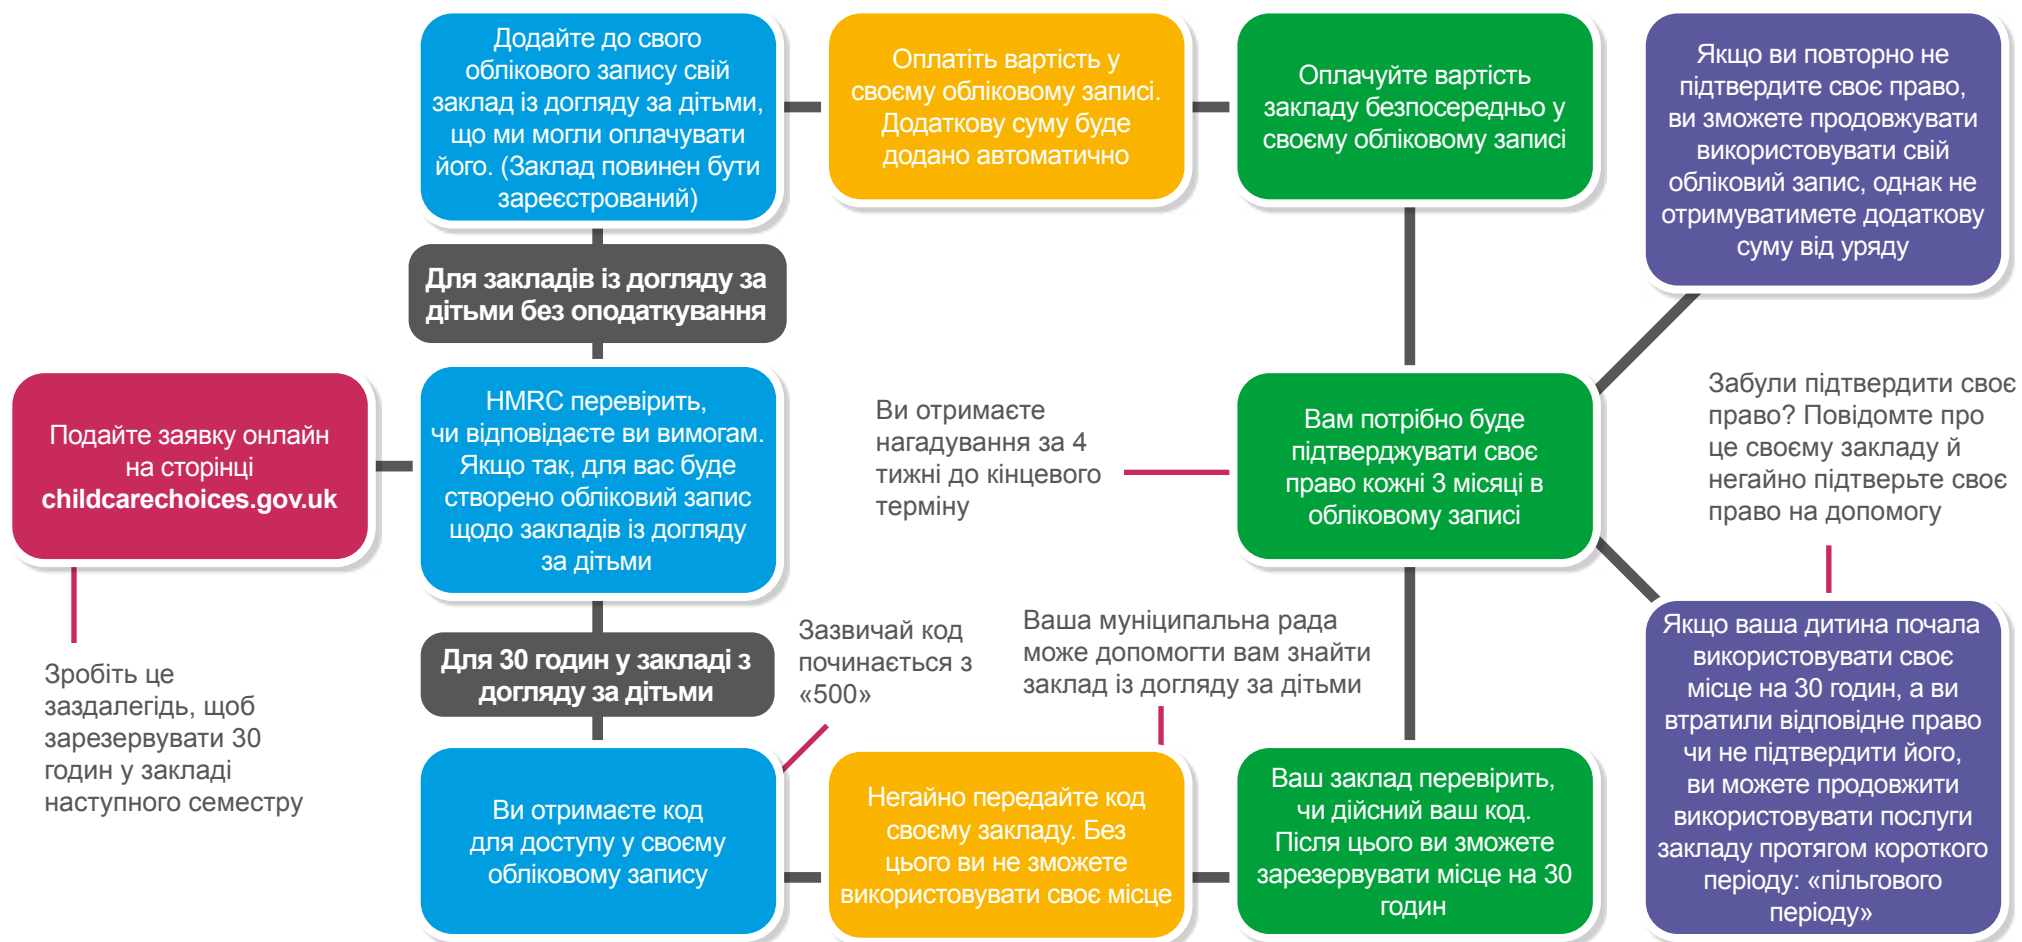 Додайте до свого
облікового запису свій
заклад із догляду за дітьми,
що ми могли оплачувати
його. (Заклад повинен бути
зареєстрований)
Оплатіть вартість у
своєму обліковому записі.
Додаткову суму буде
додано автоматично
Оплачуйте вартість
закладу безпосередньо у
своєму обліковому записі
Якщо ви повторно не
підтвердите своє право,
ви зможете продовжувати
використовувати свій
обліковий запис, однак не
отримуватимете додаткову
суму від уряду
Для закладів із догляду за
дітьми без оподаткування
Подайте заявку онлайн
на сторінці
childcarechoices.gov.uk
HMRC перевірить,
чи відповідаєте ви вимогам.
Якщо так, для вас буде
створено обліковий запис
щодо закладів із догляду
за дітьми
Ви отримаєте
нагадування за 4
тижні до кінцевого
терміну
Вам потрібно буде
підтверджувати своє
право кожні 3 місяці в
обліковому записі
Забули підтвердити своє
право? Повідомте про
це своєму закладу й
негайно підтверьте своє
право на допомогу
Зробіть це
заздалегідь, щоб
зарезервувати 30
годин у закладі
наступного семестру
Для 30 годин у закладі з
догляду за дітьми
Зазвичай код
починається з
«500»
Ваша муніципальна рада
може допомогти вам знайти
заклад із догляду за дітьми
Ви отримаєте код
для доступу у своєму
обліковому запису
Негайно передайте код
своєму закладу. Без
цього ви не зможете
використовувати своє місце
Ваш заклад перевірить,
чи дійсний ваш код.
Після цього ви зможете
зарезервувати місце на 30
годин
Якщо ваша дитина почала
використовувати своє
місце на 30 годин, а ви
втратили відповідне право
чи не підтвердити його,
ви можете продовжити
використовувати послуги
закладу протягом короткого
періоду: «пільгового
періоду»